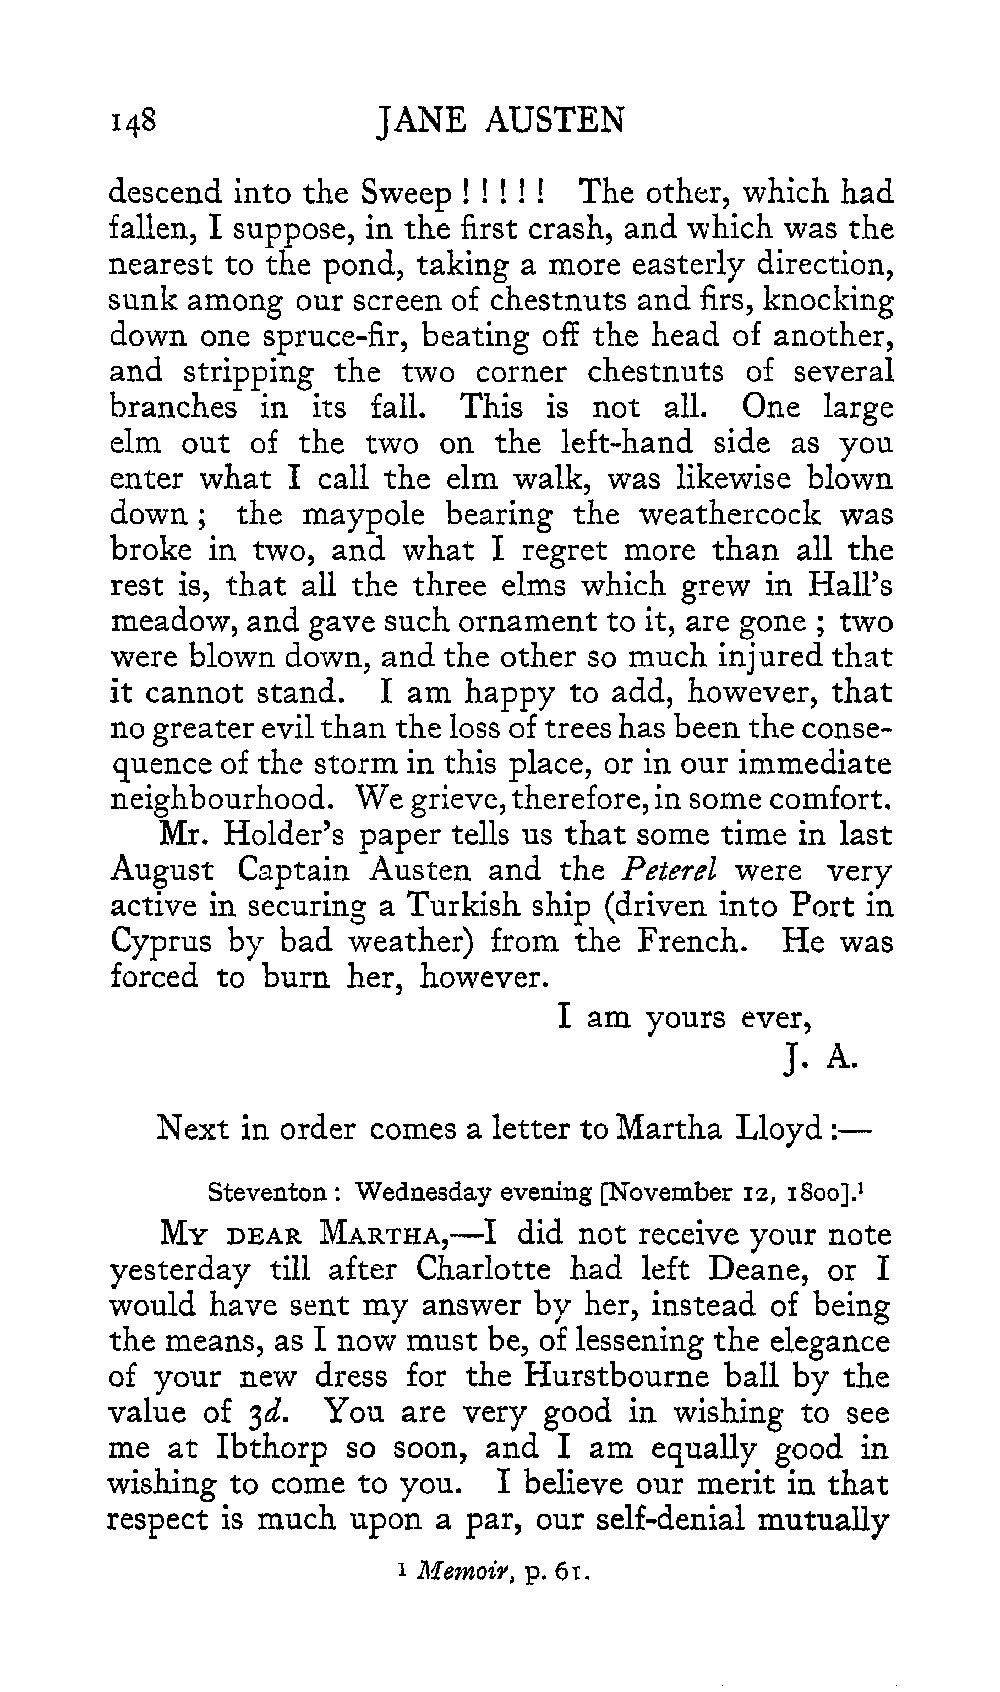 148 JANE AUSTEN
descend into the Sweep ! ! ! ! ! The other, which had
fallen, I suppose, in the first crash, and which was the
nearest to the pond, taking a more easterly direction,
sunk among our screen of chestnuts and firs, knocking
down one spruce-fir, beating off the head of another,
and stripping the two corner chestnuts of several
branches in its fall. This is not all. One large
elm out of the two on the left-hand side as you
enter what I call the elm walk, was likewise blown
down ; the maypole bearing the weathercock was
broke in two, and what I regret more than all the
rest is, that all the three elms which grew in Hall's
meadow, and gave such ornament to it, are gone ; two
were blown down, and the other so much injured that
it cannot stand. I am happy to add, however, that
no greater evil than the loss of trees has been the conse-
quence of the storm in this place, or in our immediate
neighbourhood. We grieve, therefore, in some comfort.
Mr. Holder's paper tells us that some time in last
August Captain Austen and the Peterel were very
active in securing a Turkish ship (driven into Port in
Cyprus by bad weather) from the French. He was
forced to burn her, however.
I am yours ever,
J. A.
Next in order comes a letter to Martha Lloyd :—
Steventon : Wednesday evening [November 12, 1800].¹
MY DEAR MARTHA,—I did not receive your note
yesterday till after Charlotte had left Deane, or I
would have sent my answer by her, instead of being
the means, as I now must be, of lessening the elegance
of your new dress for the Hurstbourne ball by the
value of 3d. You are very good in wishing to see
me at Ibthorp so soon, and I am equally good in
wishing to come to you. I believe our merit in that
respect is much upon a par, our self-denial mutually
¹ Memoir, p. 61.